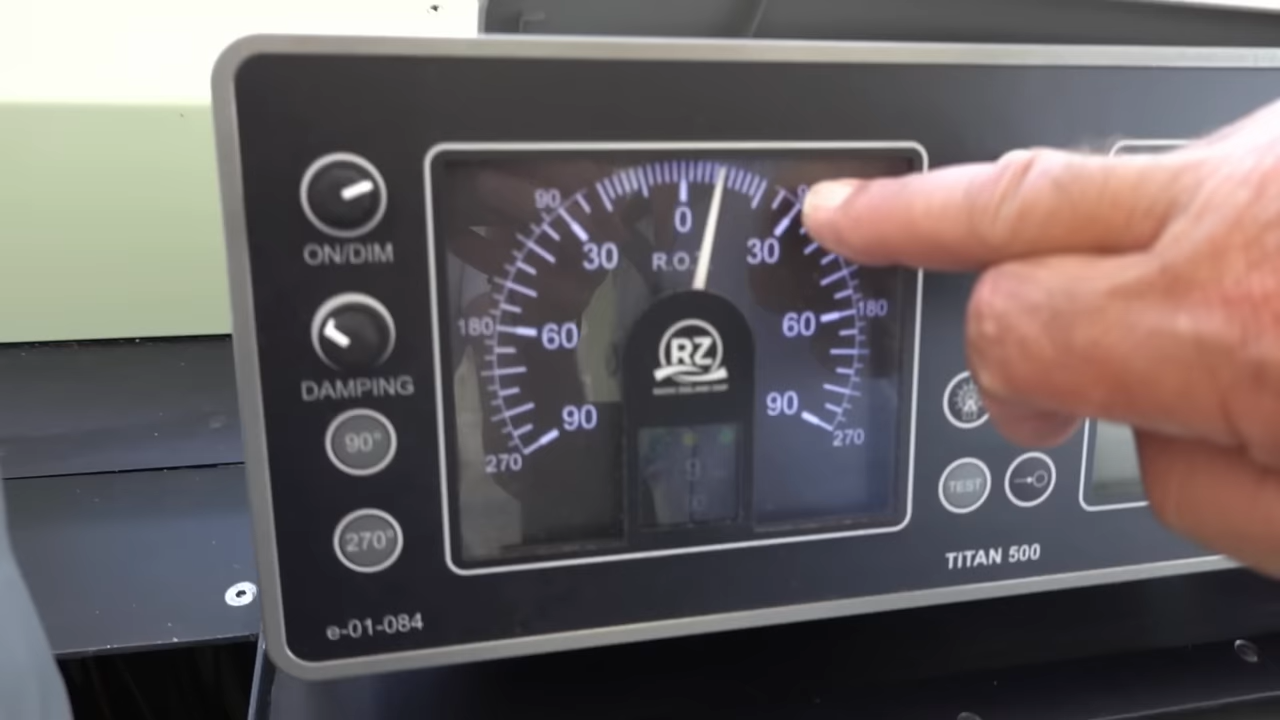 ON/DIM
DAMPING
90°
270°
e-01-084
90
0
30
R.O.
30
180
60
60
180
90
90
270
270
RZ
TEST
TITAN 500